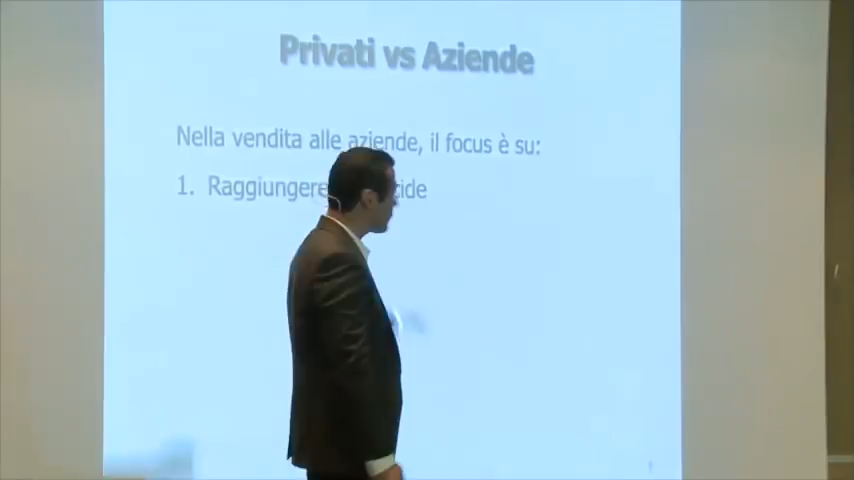 Privati vs Aziende
Nella vendita alle aziende, il focus è su:
1. Raggiungere cide